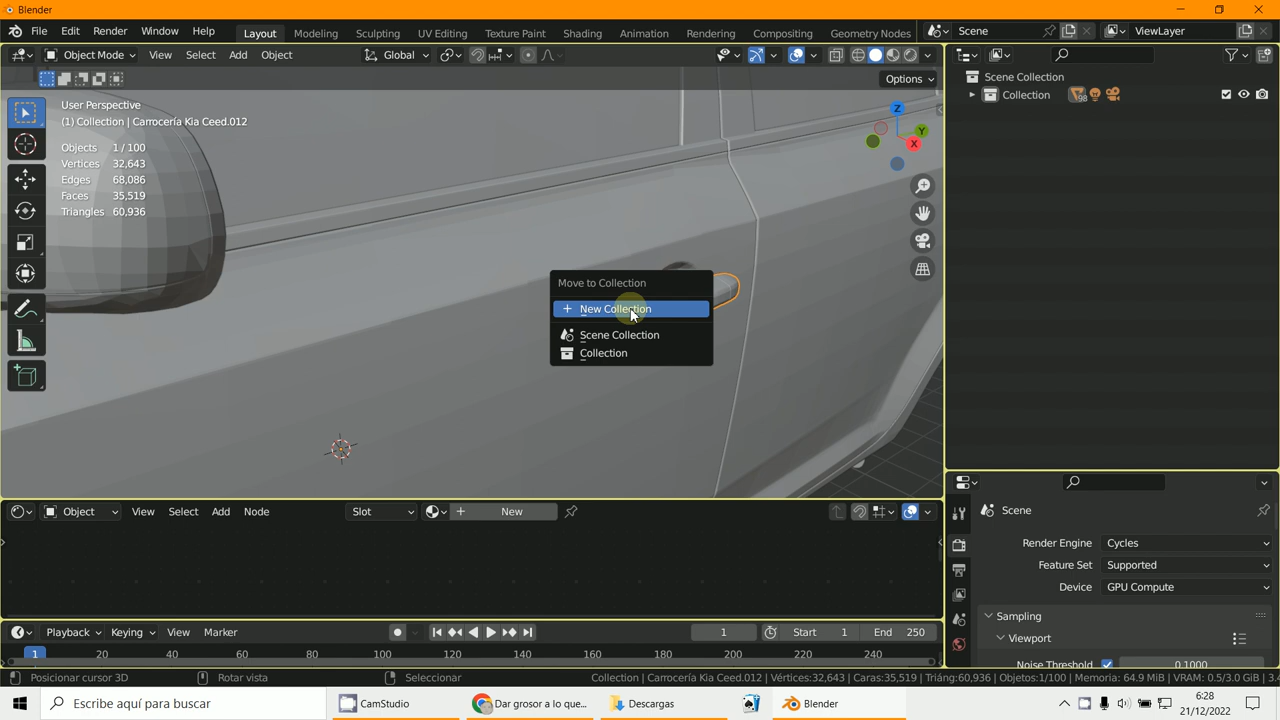 Blender
File Edit Render Window Help Layout Modeling Sculpting UV Editing Texture Paint Shading Animation Rendering Compositing Geometry Nodes Scene ViewLayer
Object Mode View Select Add Object Global
Options
User Perspective
(1) Collection | Carrocería Kia Ceed.012
Objects 1 / 100
Vertices 32,643
Edges 68,086
Faces 35,519
Triangles 60,936
Z
Y
X
Move to Collection
New Collection
Scene Collection
Collection
Scene Collection
Collection 98
Object View Select Add Node Slot New
Scene
Render Engine Cycles
Feature Set Supported
Device GPU Compute
Sampling
Viewport
Noise Threshold 0.1000
Playback Keying View Marker 1 Start 1 End 250
1 20 40 60 80 100 120 140 160 180 200 220 240
Posicionar cursor 3D Rotar vista Seleccionar Collection | Carrocería Kia Ceed.012 | Vértices:32,643 | Caras:35,519 | Triáng:60,936 | Objetos:1/100 | Memoria: 64.9 MiB | VRAM: 0.5/3.0 GiB | 3.4
Escribe aquí para buscar CamStudio Dar grosor a lo que... Descargas Blender
6:28
21/12/2022